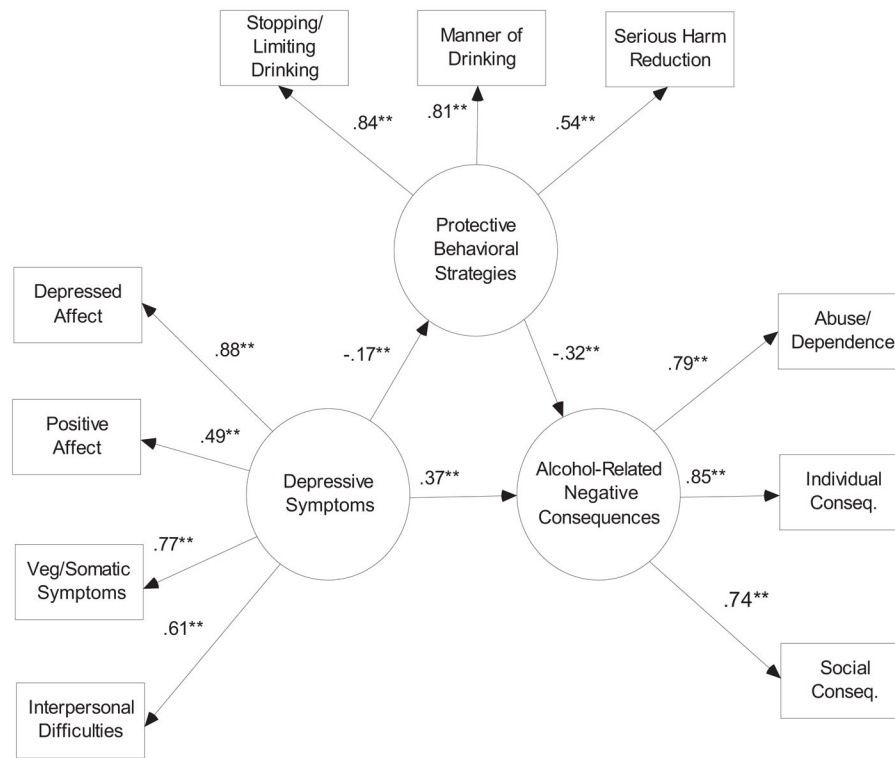 Stopping/
Limiting
Drinking
Manner of
Drinking
Serious Harm
Reduction
.84**
.81**
.54**
Protective
Behavioral
Strategies
Depressed
Affect
Abuse/
Dependence
.88**
-.17**
-.32**
.79**
Positive
Affect
.49**
Depressive
Symptoms
.37**
Alcohol-Related
Negative
Consequences
.85**
Individual
Conseq.
.77**
Veg/Somatic
Symptoms
.61**
.74**
Interpersonal
Difficulties
Social
Conseq.